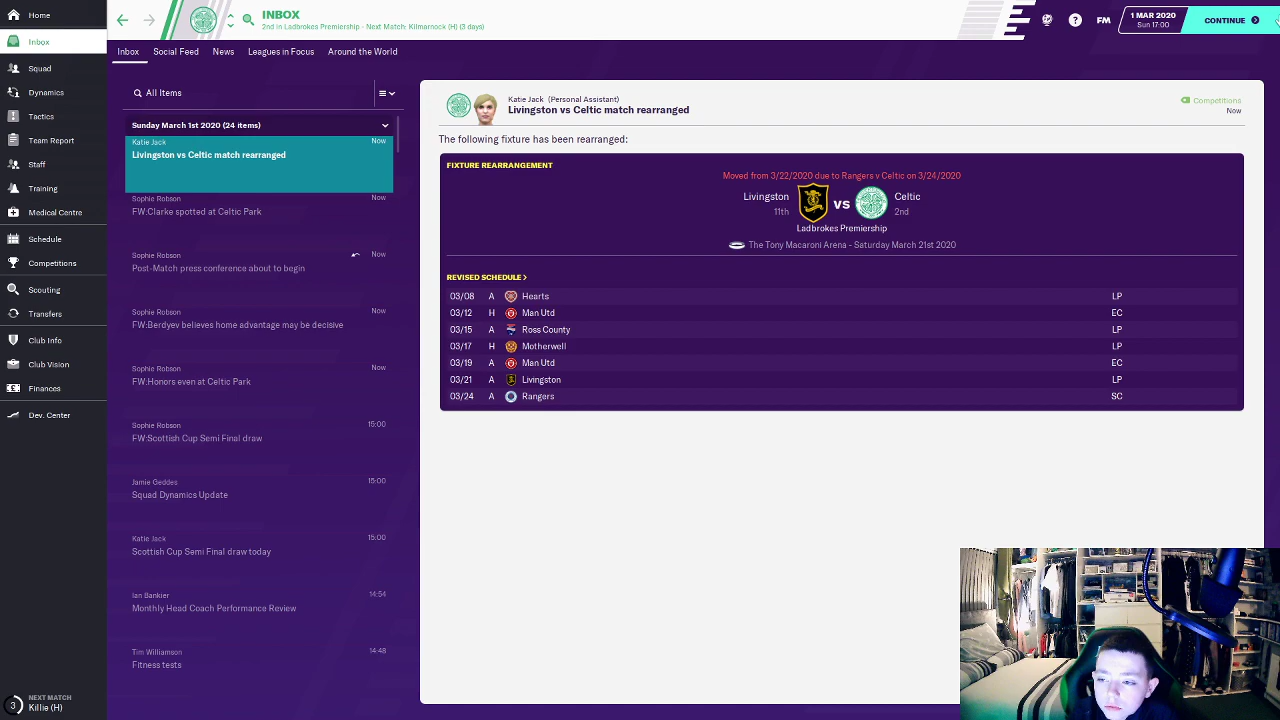 INBOX
2nd in Ladbrokes Premiership - Next Match: Kilmarnock (H) (3 days)
FM
1 MAR 2020
Sun 17:00
CONTINUE
Inbox
Squad
Dynamics
Tactics
Team Report
Staff
Training
Medical Centre
Schedule
Competitions
Scouting
Transfers
Club Info
Club Vision
Finances
Dev. Center
NEXT MATCH
3
DAYS
Killie (H)
Inbox Social Feed News Leagues in Focus Around the World
All Items
Sunday March 1st 2020 (24 items)
Katie Jack Now
Livingston vs Celtic match rearranged
Sophie Robson Now
FW:Clarke spotted at Celtic Park
Sophie Robson Now
Post-Match press conference about to begin
Sophie Robson Now
FW:Berdyev believes home advantage may be decisive
Sophie Robson Now
FW:Honors even at Celtic Park
Sophie Robson 15:00
FW:Scottish Cup Semi Final draw
Jamie Geddes 15:00
Squad Dynamics Update
Katie Jack 15:00
Scottish Cup Semi Final draw today
Ian Bankier 14:54
Monthly Head Coach Performance Review
Tim Williamson 14:48
Fitness tests
Katie Jack (Personal Assistant)
Livingston vs Celtic match rearranged
Competitions
Now
The following fixture has been rearranged:
FIXTURE REARRANGEMENT
Moved from 3/22/2020 due to Rangers v Celtic on 3/24/2020
Livingston vs Celtic
11th 2nd
Ladbrokes Premiership
The Tony Macaroni Arena - Saturday March 21st 2020
REVISED SCHEDULE >
03/08 A Hearts LP
03/12 H Man Utd EC
03/15 A Ross County LP
03/17 H Motherwell LP
03/19 A Man Utd EC
03/21 A Livingston LP
03/24 A Rangers SC